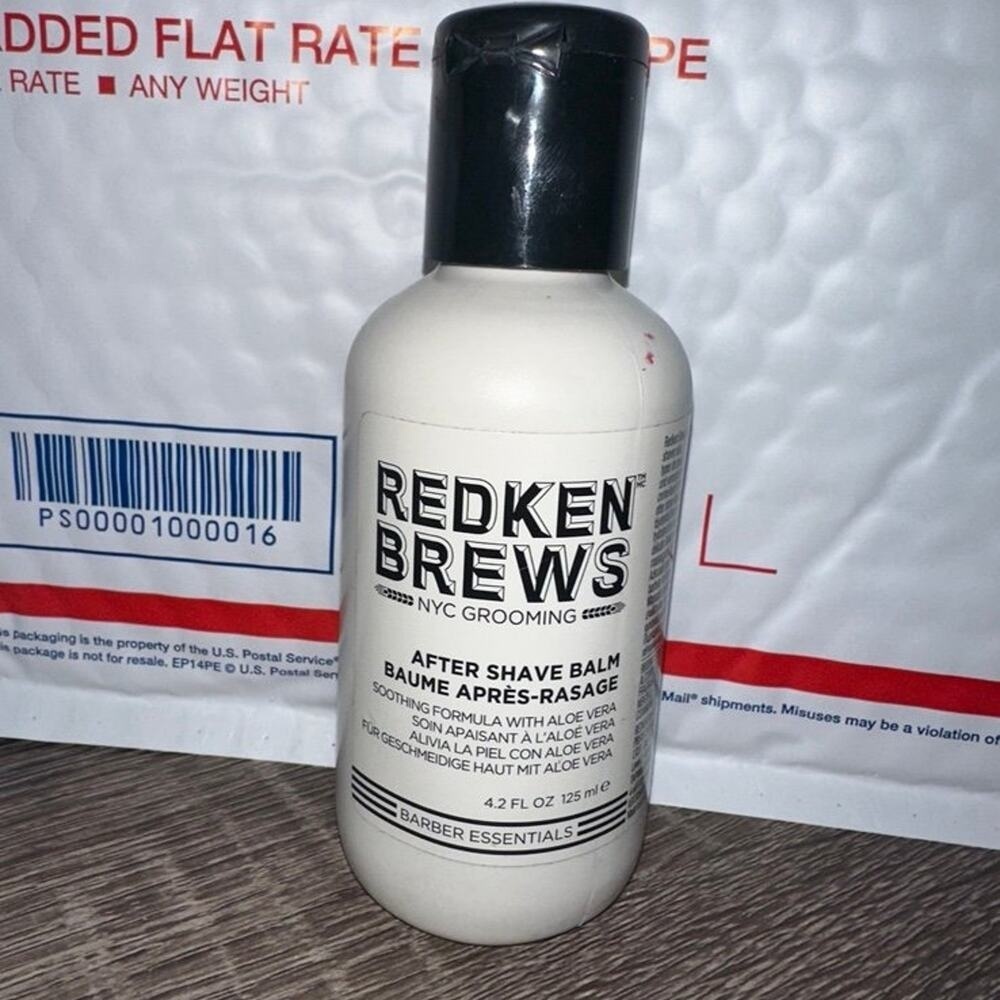 ADDED FLAT RATE PE
RATE ■ ANY WEIGHT
PS00001000016
packaging is the property of the U.S. Postal Service®
package is not for resale. EP14PE © U.S. Postal Ser
Mail® shipments. Misuses may be a violation of
REDKEN™
BREWS
NYC GROOMING
AFTER SHAVE BALM
BAUME APRÈS-RASAGE
SOOTHING FORMULA WITH ALOE VERA
SOIN APAISANT À L'ALOE VERA
ALIVIA LA PIEL CON ALOE VERA
FÜR GESCHMEIDIGE HAUT MIT ALOE VERA
4.2 FL OZ 125 ml e
BARBER ESSENTIALS